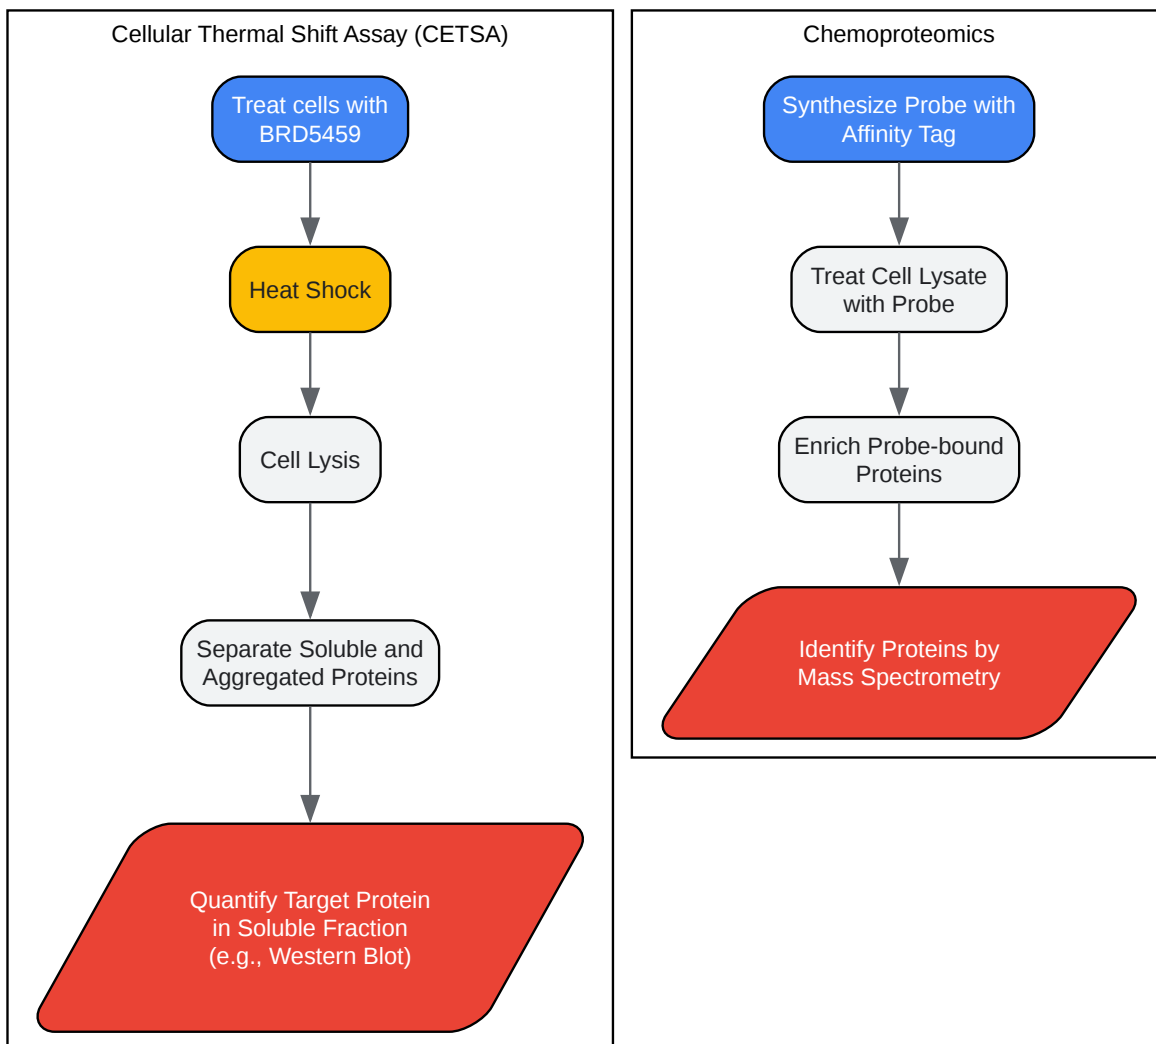 Cellular Thermal Shift Assay (CETSA)
Treat cells with
BRD5459
Heat Shock
Cell Lysis
Separate Soluble and
Aggregated Proteins
Quantify Target Protein
in Soluble Fraction
(e.g., Western Blot)
Chemoproteomics
Synthesize Probe with
Affinity Tag
Treat Cell Lysate
with Probe
Enrich Probe-bound
Proteins
Identify Proteins by
Mass Spectrometry